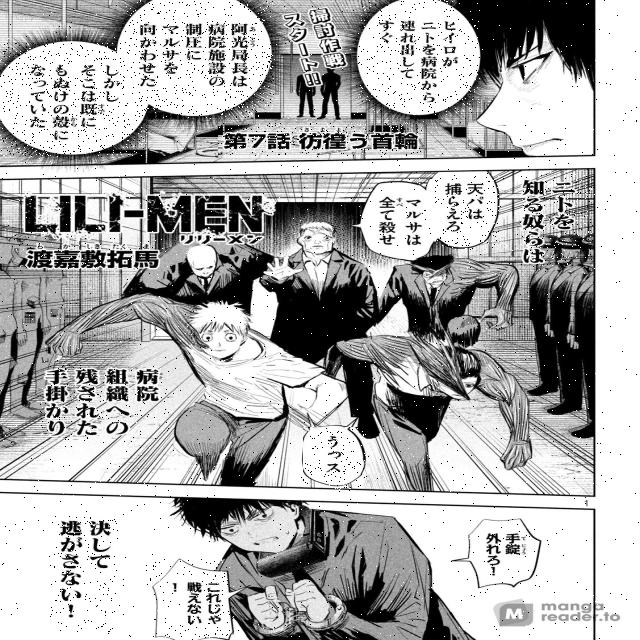 ヒイロが
ニトを病院から
連れ出して
すぐ
掃討作戦
スタート!!
阿光局長は
病院施設の
制圧に
マルサを
向かわせた
しかし
そこは既に
もぬけの殻に
なっていた
第7話 彷徨う首輪
ニトを
知る奴らは
天パは
捕らえろ
マルサは
全て殺せ
LILI-MEN
リリーメン
渡嘉敷拓馬
病院
組織への
残された
手掛かり
うっス
手錠
外れろ!
これじゃ
戦えない
!
決して
逃がさない!
manga
reader.to